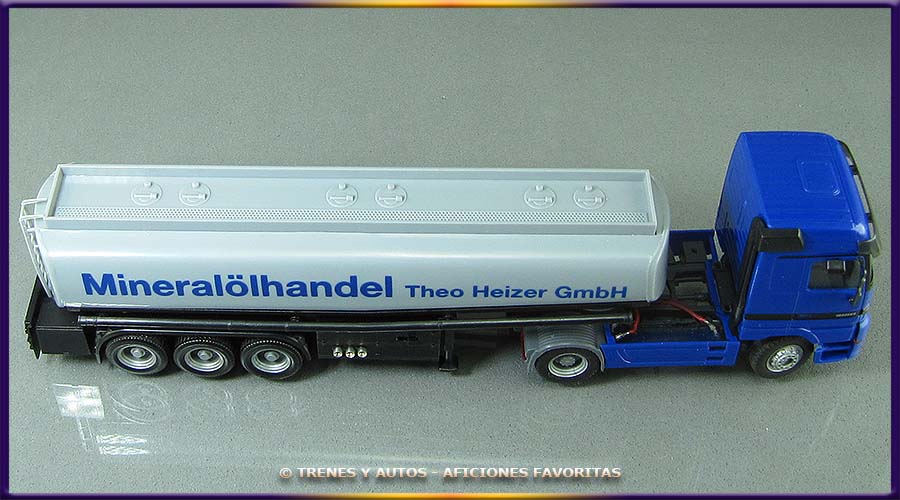 Mineralölhandel Theo Heizer GmbH
© TRENES Y AUTOS - AFICIONES FAVORITAS